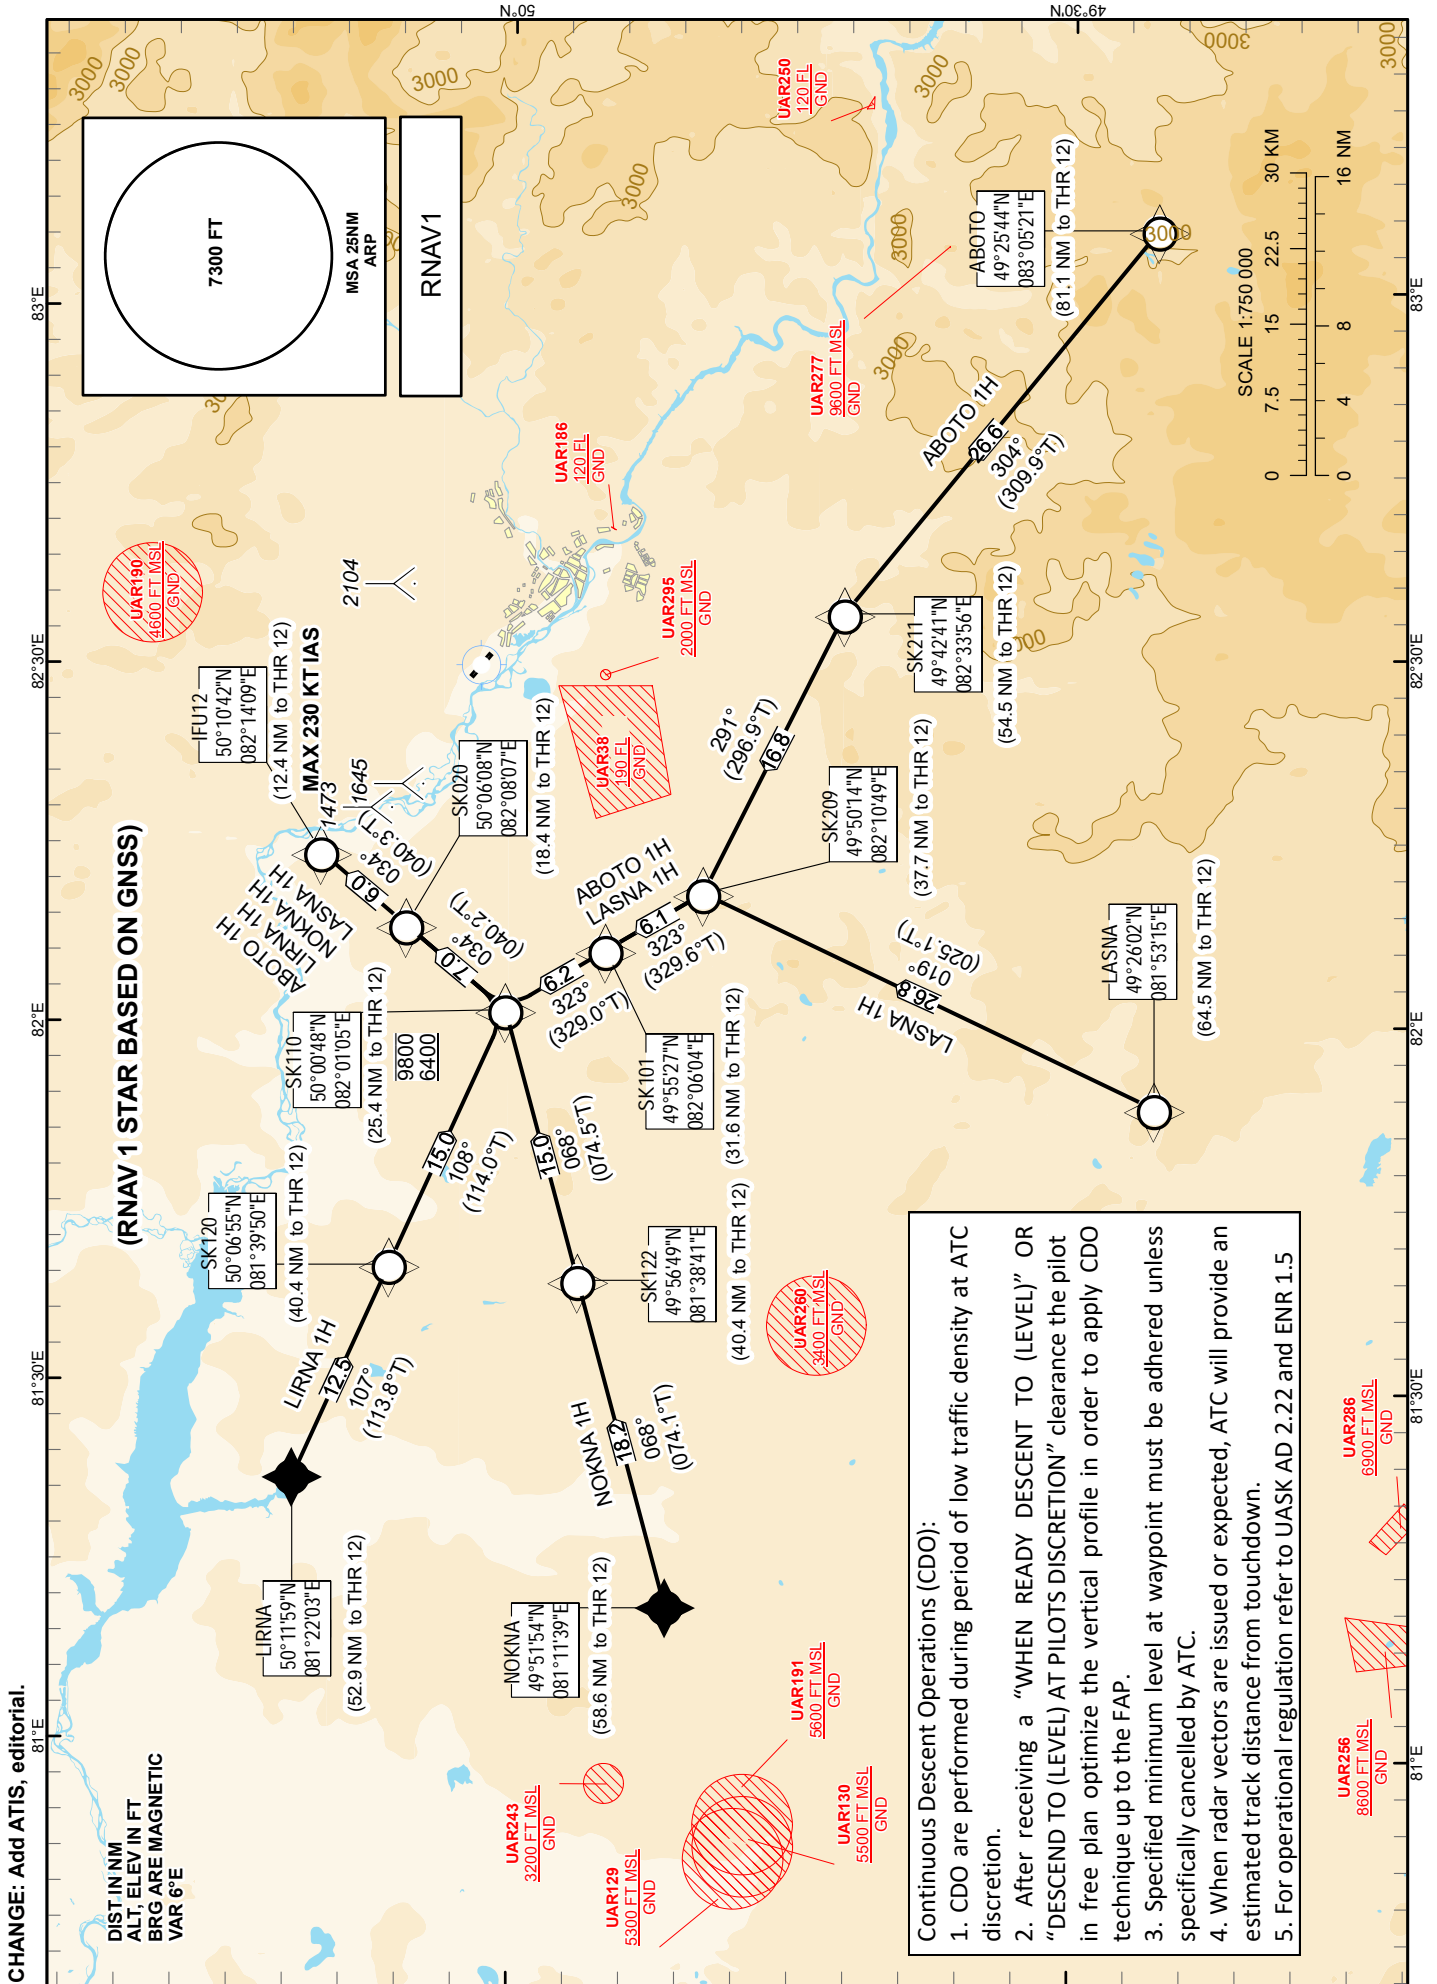 CHANGE: Add ATIS, editorial.
DIST IN NM
ALT, ELEV IN FT
BRG ARE MAGNETIC
VAR 6°E
(RNAV 1 STAR BASED ON GNSS)
7300 FT
MSA 25NM
ARP
RNAV1
81°E
81°30'E
82°E
82°30'E
83°E
50°N
49°30'N
81°E
81°30'E
82°E
82°30'E
83°E
LIRNA
50°11'59"N
081°22'03"E
(52.9 NM to THR 12)
LIRNA 1H
12.5
107°
(113.8°T)
SK120
50°06'55"N
081°39'50"E
(40.4 NM to THR 12)
15.0
108°
(114.0°T)
NOKNA
49°51'54"N
081°11'39"E
(58.6 NM to THR 12)
NOKNA 1H
18.2
068°
(074.1°T)
SK122
49°56'49"N
081°38'41"E
(40.4 NM to THR 12)
15.0
068°
(074.5°T)
SK110
50°00'48"N
082°01'05"E
(25.4 NM to THR 12)
9800
6400
7.0
034°
(040.2°T)
SK020
50°06'08"N
082°08'07"E
(18.4 NM to THR 12)
6.0
034°
(040.3°T)
ABOTO 1H
LIRNA 1H
NOKNA 1H
LASNA 1H
IFU12
50°10'42"N
082°14'09"E
(12.4 NM to THR 12)
MAX 230 KT IAS
1473
1645
2104
6.2
323°
(329.0°T)
SK101
49°55'27"N
082°06'04"E
(31.6 NM to THR 12)
6.1
323°
(329.6°T)
ABOTO 1H
LASNA 1H
SK209
49°50'14"N
082°10'49"E
(37.7 NM to THR 12)
291°
(296.9°T)
16.8
SK211
49°42'41"N
082°33'56"E
(54.5 NM to THR 12)
ABOTO 1H
26.6
304°
(309.9°T)
ABOTO
49°25'44"N
083°05'21"E
(81.1 NM to THR 12)
LASNA 1H
26.8
019°
(025.1°T)
LASNA
49°26'02"N
081°53'15"E
(64.5 NM to THR 12)
UAR190
4600 FT MSL
GND
UAR186
120 FL
GND
UAR295
2000 FT MSL
GND
UAR38
190 FL
GND
UAR250
120 FL
GND
UAR277
9600 FT MSL
GND
UAR260
3400 FT MSL
GND
UAR243
3200 FT MSL
GND
UAR129
5300 FT MSL
GND
UAR191
5600 FT MSL
GND
UAR130
5500 FT MSL
GND
UAR286
6900 FT MSL
GND
UAR256
8600 FT MSL
GND
3000
3000
3000
3000
3000
3000
3000
3000
3000
3000
SCALE 1:750 000
0 7.5 15 22.5 30 KM
0 4 8 16 NM
Continuous Descent Operations (CDO):
1. CDO are performed during period of low traffic density at ATC
discretion.
2. After receiving a “WHEN READY DESCENT TO (LEVEL)” OR
“DESCEND TO (LEVEL) AT PILOTS DISCRETION” clearance the pilot
in free plan optimize the vertical profile in order to apply CDO
technique up to the FAP.
3. Specified minimum level at waypoint must be adhered unless
specifically cancelled by ATC.
4. When radar vectors are issued or expected, ATC will provide an
estimated track distance from touchdown.
5. For operational regulation refer to UASK AD 2.22 and ENR 1.5